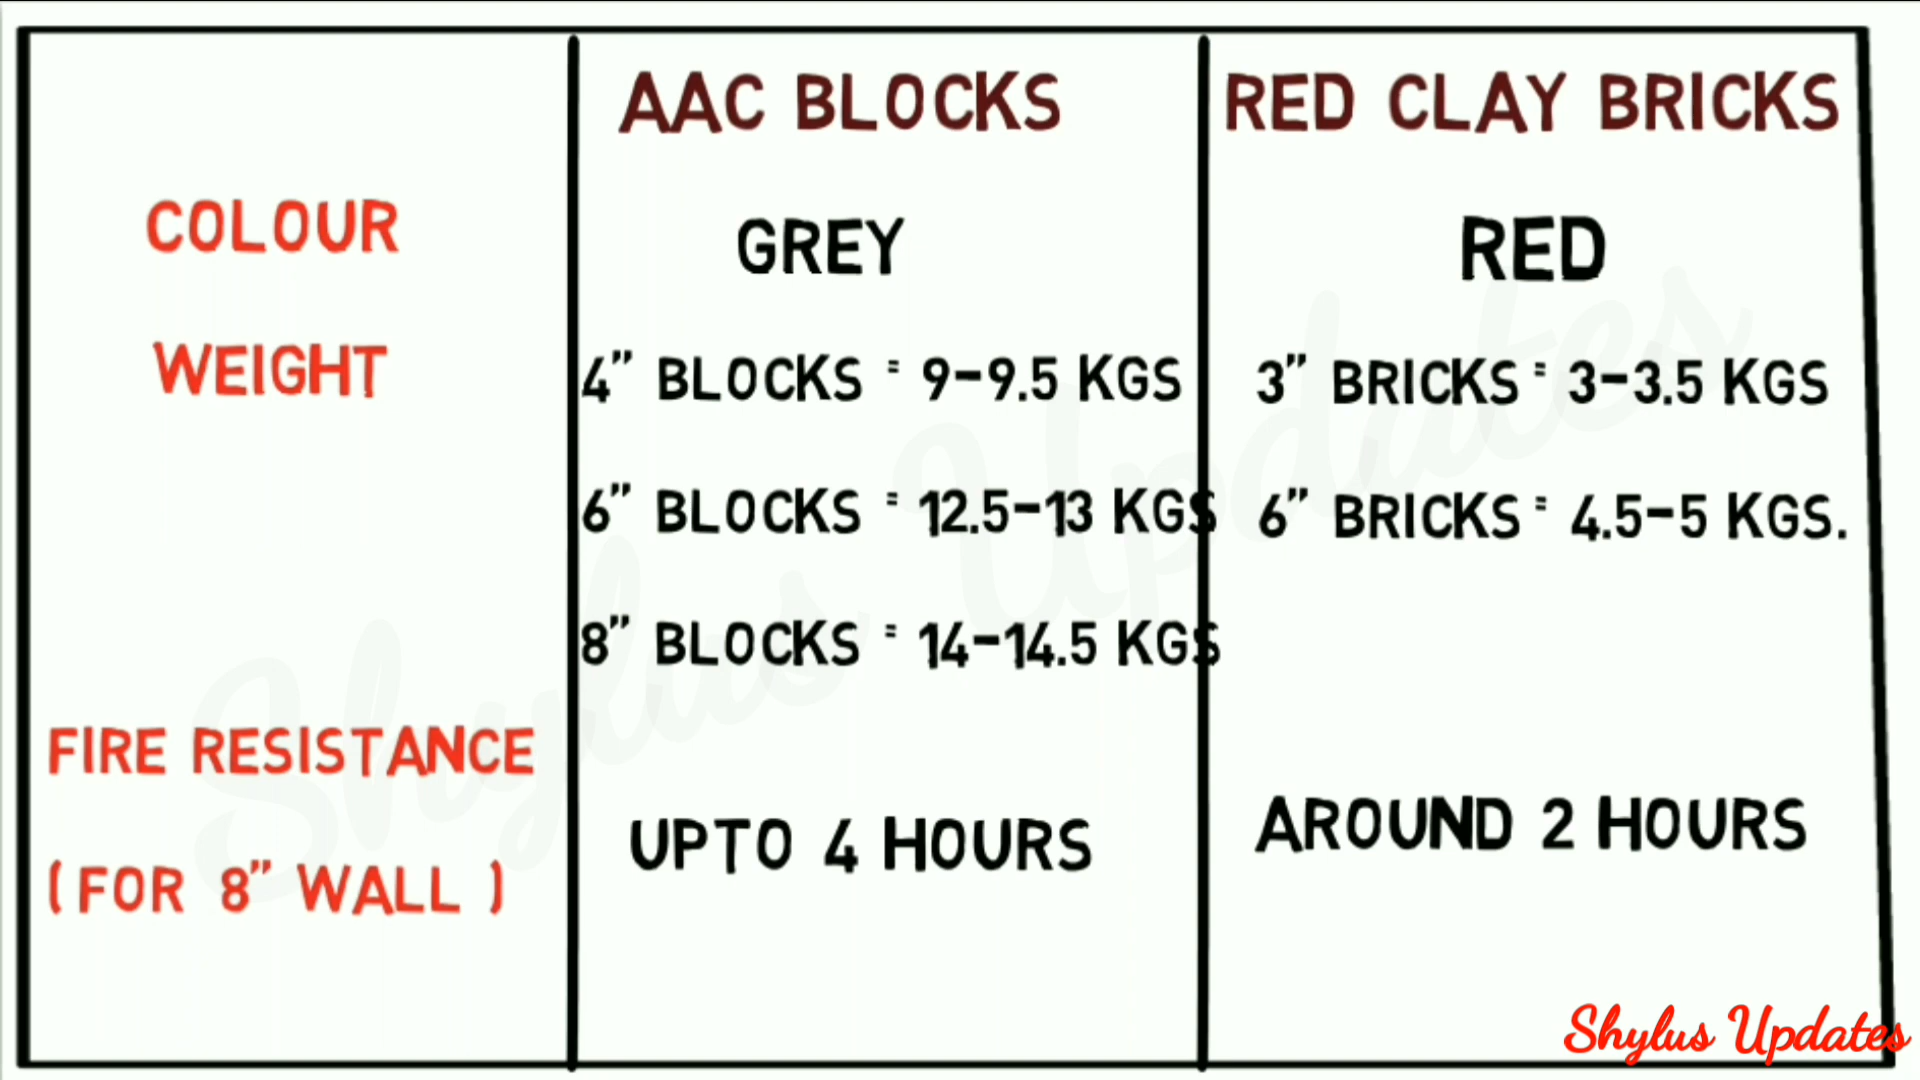 AAC BLOCKS RED CLAY BRICKS
COLOUR GREY RED
WEIGHT 4" BLOCKS = 9-9.5 KGS 3" BRICKS = 3-3.5 KGS
6" BLOCKS = 12.5-13 KGS 6" BRICKS = 4.5-5 KGS.
8" BLOCKS = 14-14.5 KGS
FIRE RESISTANCE
(FOR 8" WALL ) UPTO 4 HOURS AROUND 2 HOURS
Shylus Updates
Shylus Updates